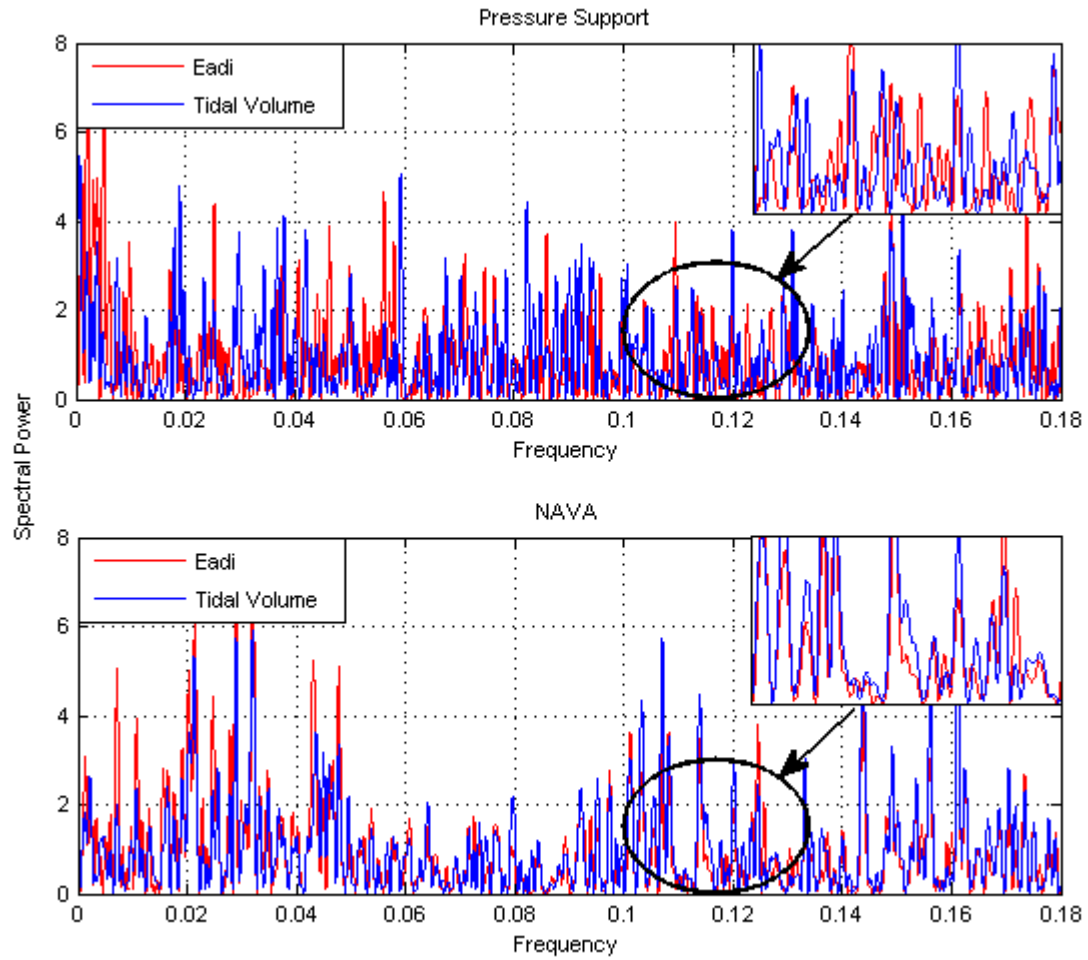 Pressure Support
8
6
4
2
0
Eadi
Tidal Volume
0 0.02 0.04 0.06 0.08 0.1 0.12 0.14 0.16 0.18
Frequency
Spectral Power
NAVA
8
6
4
2
0
Eadi
Tidal Volume
0 0.02 0.04 0.06 0.08 0.1 0.12 0.14 0.16 0.18
Frequency